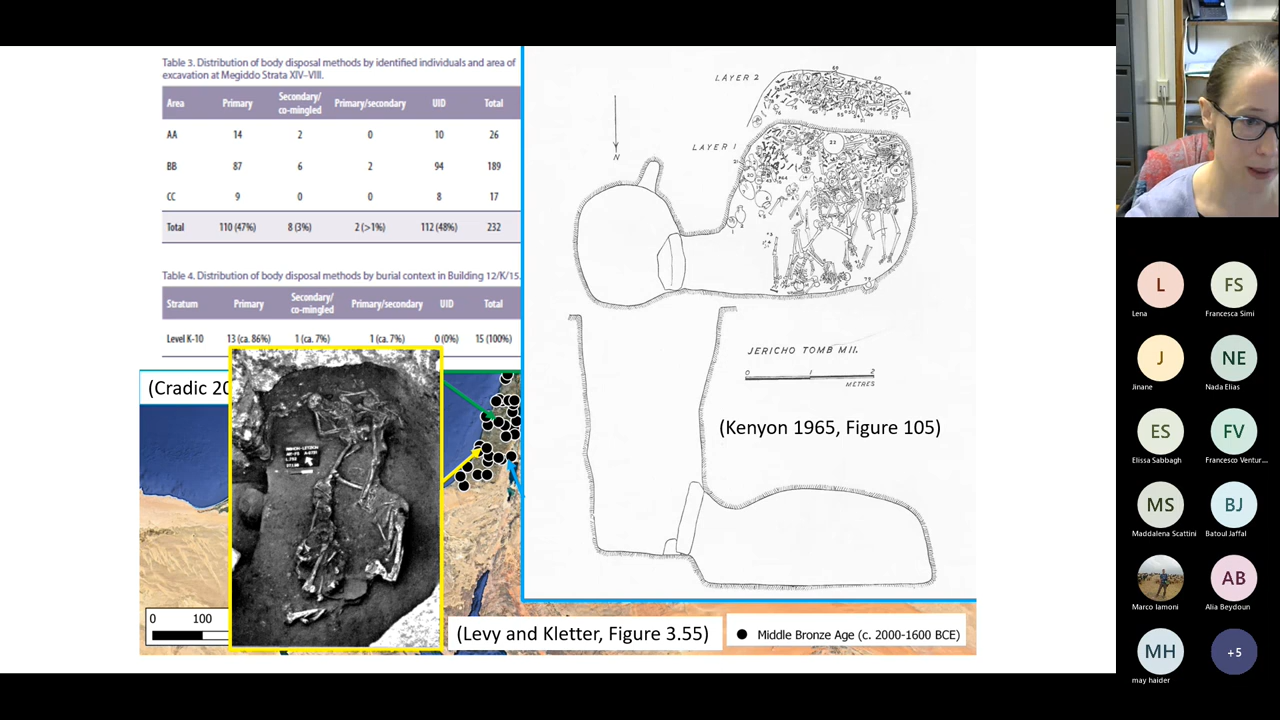 Table 3. Distribution of body disposal methods by identified individuals and area of
excavation at Megiddo Strata XIV–VIII.
Area Primary Secondary/ co-mingled Primary/secondary UID Total
AA 14 2 0 10 26
BB 87 6 2 94 189
CC 9 0 0 8 17
Total 110 (47%) 8 (3%) 2 (>1%) 112 (48%) 232
Table 4. Distribution of body disposal methods by burial context in Building 12/K/15.
Stratum Primary Secondary/ co-mingled Primary/secondary UID Total
Level K-10 13 (ca. 86%) 1 (ca. 7%) 1 (ca. 7%) 0 (0%) 15 (100%)
(Cradic 20
0 100
(Levy and Kletter, Figure 3.55)
Middle Bronze Age (c. 2000-1600 BCE)
LAYER 2
LAYER 1
N
23
JERICHO TOMB MII.
0 1 2
METRES
(Kenyon 1965, Figure 105)
L
Lena
FS
Francesca Simi
J
Jinane
NE
Nada Elias
ES
Elissa Sabbagh
FV
Francesco Ventur...
MS
Maddalena Scattini
BJ
Batoul Jaffal
Marco Iamoni
AB
Alia Beydoun
MH
may haider
+5